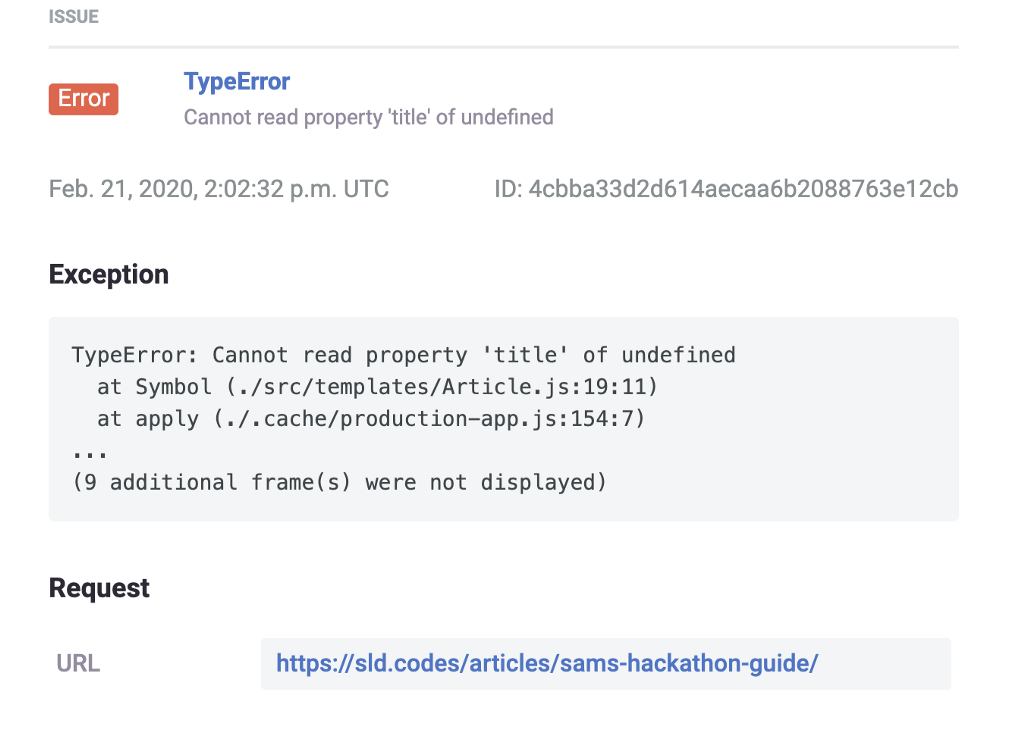 ISSUE
Error
TypeError
Cannot read property 'title' of undefined
Feb. 21, 2020, 2:02:32 p.m. UTC
ID: 4cbba33d2d614aecaa6b2088763e12cb
Exception
TypeError: Cannot read property 'title' of undefined
at Symbol (./src/templates/Article.js:19:11)
at apply (./.cache/production-app.js:154:7)
...
(9 additional frame(s) were not displayed)
Request
URL
https://sld.codes/articles/sams-hackathon-guide/